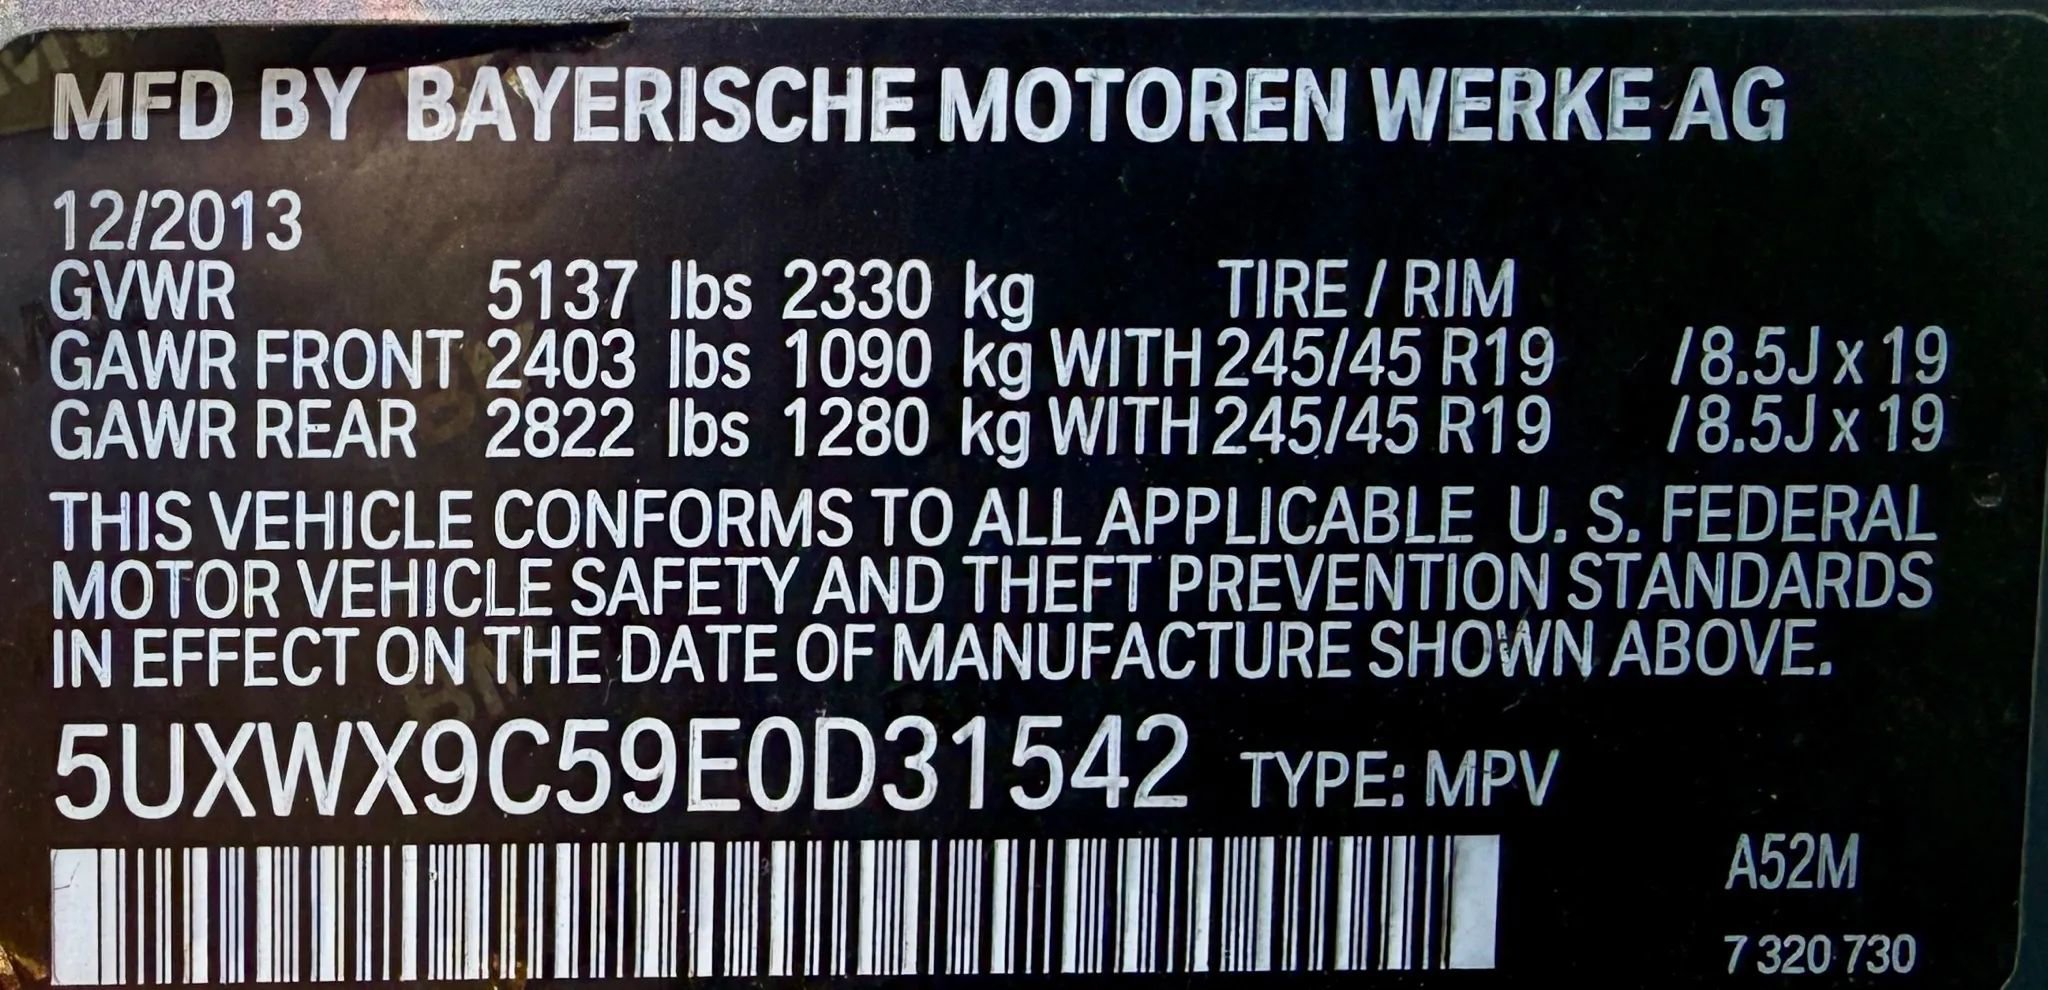 MFD BY BAYERISCHE MOTOREN WERKE AG
12/2013
GVWR 5137 lbs 2330 kg TIRE / RIM
GAWR FRONT 2403 lbs 1090 kg WITH 245/45 R19 /8.5J x 19
GAWR REAR 2822 lbs 1280 kg WITH 245/45 R19 /8.5J x 19
THIS VEHICLE CONFORMS TO ALL APPLICABLE U. S. FEDERAL
MOTOR VEHICLE SAFETY AND THEFT PREVENTION STANDARDS
IN EFFECT ON THE DATE OF MANUFACTURE SHOWN ABOVE.
5UXWX9C59E0D31542 TYPE: MPV
A52M
7 320 730